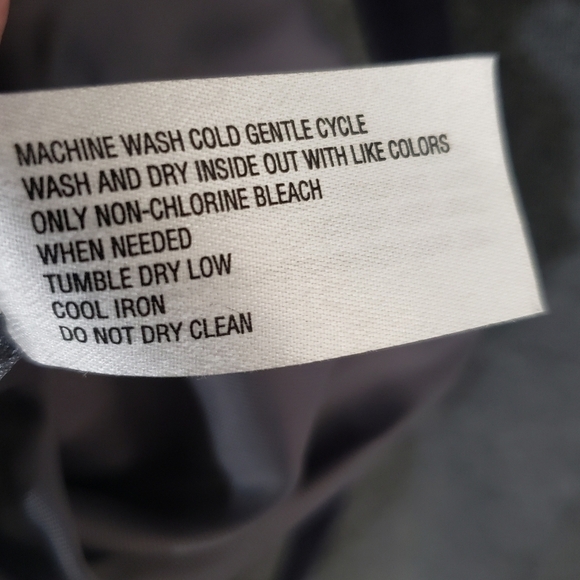 MACHINE WASH COLD GENTLE CYCLE
WASH AND DRY INSIDE OUT WITH LIKE COLORS
ONLY NON-CHLORINE BLEACH
WHEN NEEDED
TUMBLE DRY LOW
COOL IRON
DO NOT DRY CLEAN